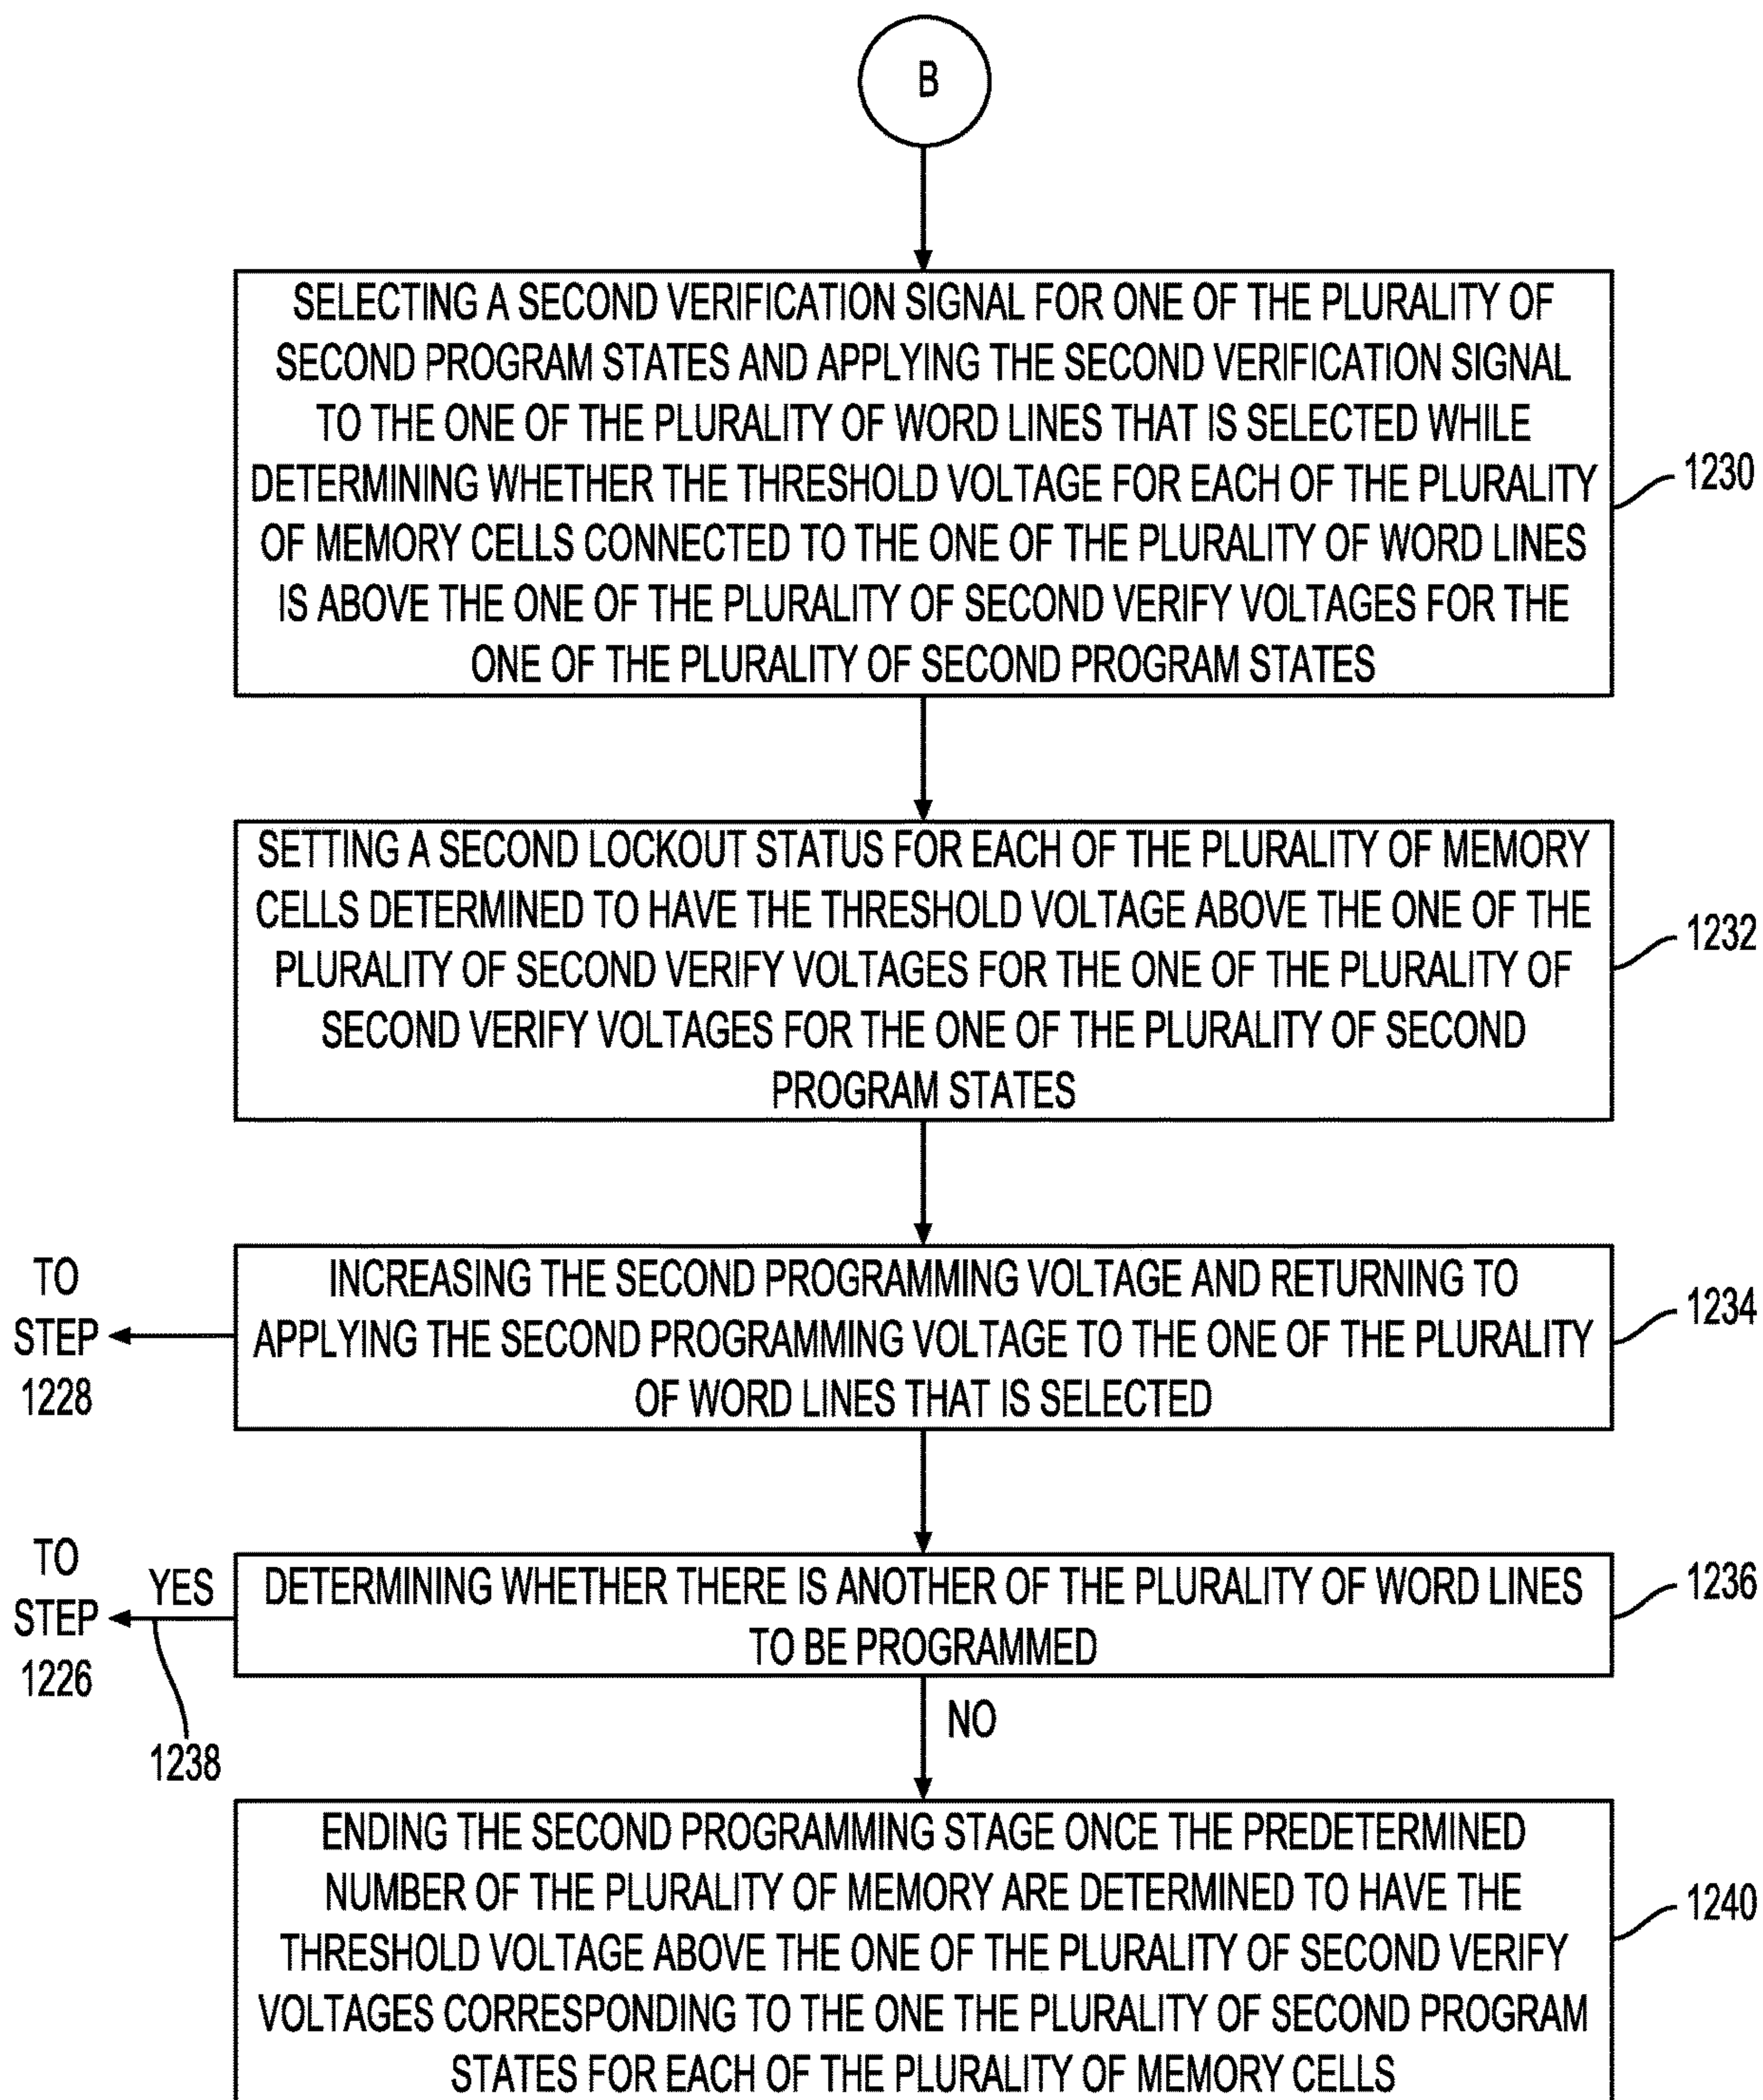 B
SELECTING A SECOND VERIFICATION SIGNAL FOR ONE OF THE PLURALITY OF
SECOND PROGRAM STATES AND APPLYING THE SECOND VERIFICATION SIGNAL
TO THE ONE OF THE PLURALITY OF WORD LINES THAT IS SELECTED WHILE
DETERMINING WHETHER THE THRESHOLD VOLTAGE FOR EACH OF THE PLURALITY
OF MEMORY CELLS CONNECTED TO THE ONE OF THE PLURALITY OF WORD LINES
IS ABOVE THE ONE OF THE PLURALITY OF SECOND VERIFY VOLTAGES FOR THE
ONE OF THE PLURALITY OF SECOND PROGRAM STATES
1230
SETTING A SECOND LOCKOUT STATUS FOR EACH OF THE PLURALITY OF MEMORY
CELLS DETERMINED TO HAVE THE THRESHOLD VOLTAGE ABOVE THE ONE OF THE
PLURALITY OF SECOND VERIFY VOLTAGES FOR THE ONE OF THE PLURALITY OF
SECOND VERIFY VOLTAGES FOR THE ONE OF THE PLURALITY OF SECOND
PROGRAM STATES
1232
TO
STEP
1228
INCREASING THE SECOND PROGRAMMING VOLTAGE AND RETURNING TO
APPLYING THE SECOND PROGRAMMING VOLTAGE TO THE ONE OF THE PLURALITY
OF WORD LINES THAT IS SELECTED
1234
TO
STEP
1226
YES
1238
DETERMINING WHETHER THERE IS ANOTHER OF THE PLURALITY OF WORD LINES
TO BE PROGRAMMED
1236
NO
ENDING THE SECOND PROGRAMMING STAGE ONCE THE PREDETERMINED
NUMBER OF THE PLURALITY OF MEMORY ARE DETERMINED TO HAVE THE
THRESHOLD VOLTAGE ABOVE THE ONE OF THE PLURALITY OF SECOND VERIFY
VOLTAGES CORRESPONDING TO THE ONE THE PLURALITY OF SECOND PROGRAM
STATES FOR EACH OF THE PLURALITY OF MEMORY CELLS
1240